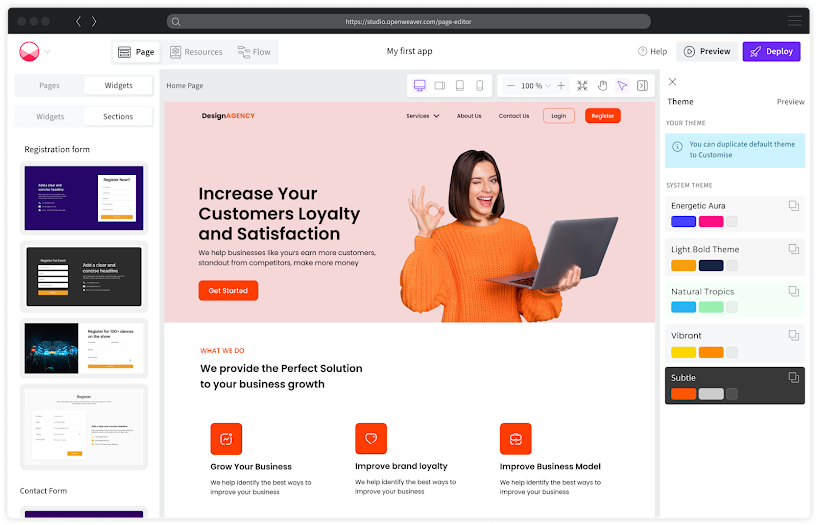 https://studio.openweaver.com/page-editor
Page
Resources
Flow
My first app
Help
Preview
Deploy
Pages
Widgets
Widgets
Sections
Registration form
Register Now!!
Add a clear and
concise headline
Register For Event
Add a clear and
concise headline
Register for 100+ dances
on the show
Register
Add a clear and concise headline
Contact Form
Home Page
100 %
DesignAGENCY
Services
About Us
Contact Us
Login
Register
Increase Your
Customers Loyalty
and Satisfaction
We help businesses like yours earn more customers,
standout from competitors, make more money
Get Started
WHAT WE DO
We provide the Perfect Solution
to your business growth
Grow Your Business
We help identify the best ways to
improve your business
Improve brand loyalty
We help identify the best ways to
improve your business
Improve Business Model
We help identify the best ways to
improve your business
Theme
Preview
YOUR THEME
You can duplicate default theme
to Customise
SYSTEM THEME
Energetic Aura
Light Bold Theme
Natural Tropics
Vibrant
Subtle